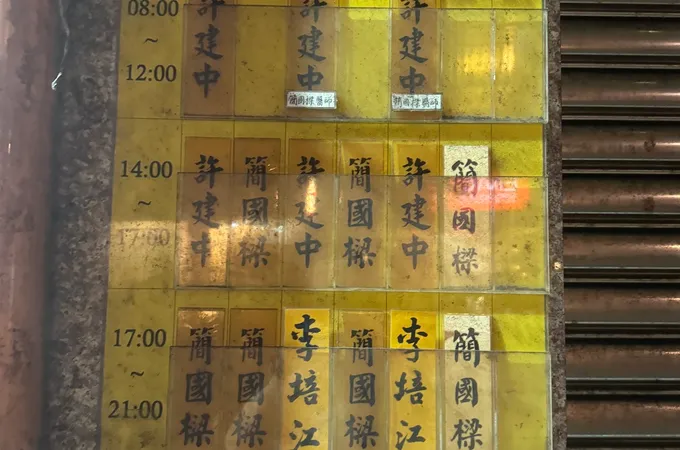 08:00
~
12:00
許建中
許建中
簡國樑醫師
許建中
簡國樑醫師
14:00
~
17:00
許建中
簡國樑
許建中
簡國樑
許建中
簡國樑
17:00
~
21:00
簡國樑
簡國樑
李培江
簡國樑
李培江
簡國樑